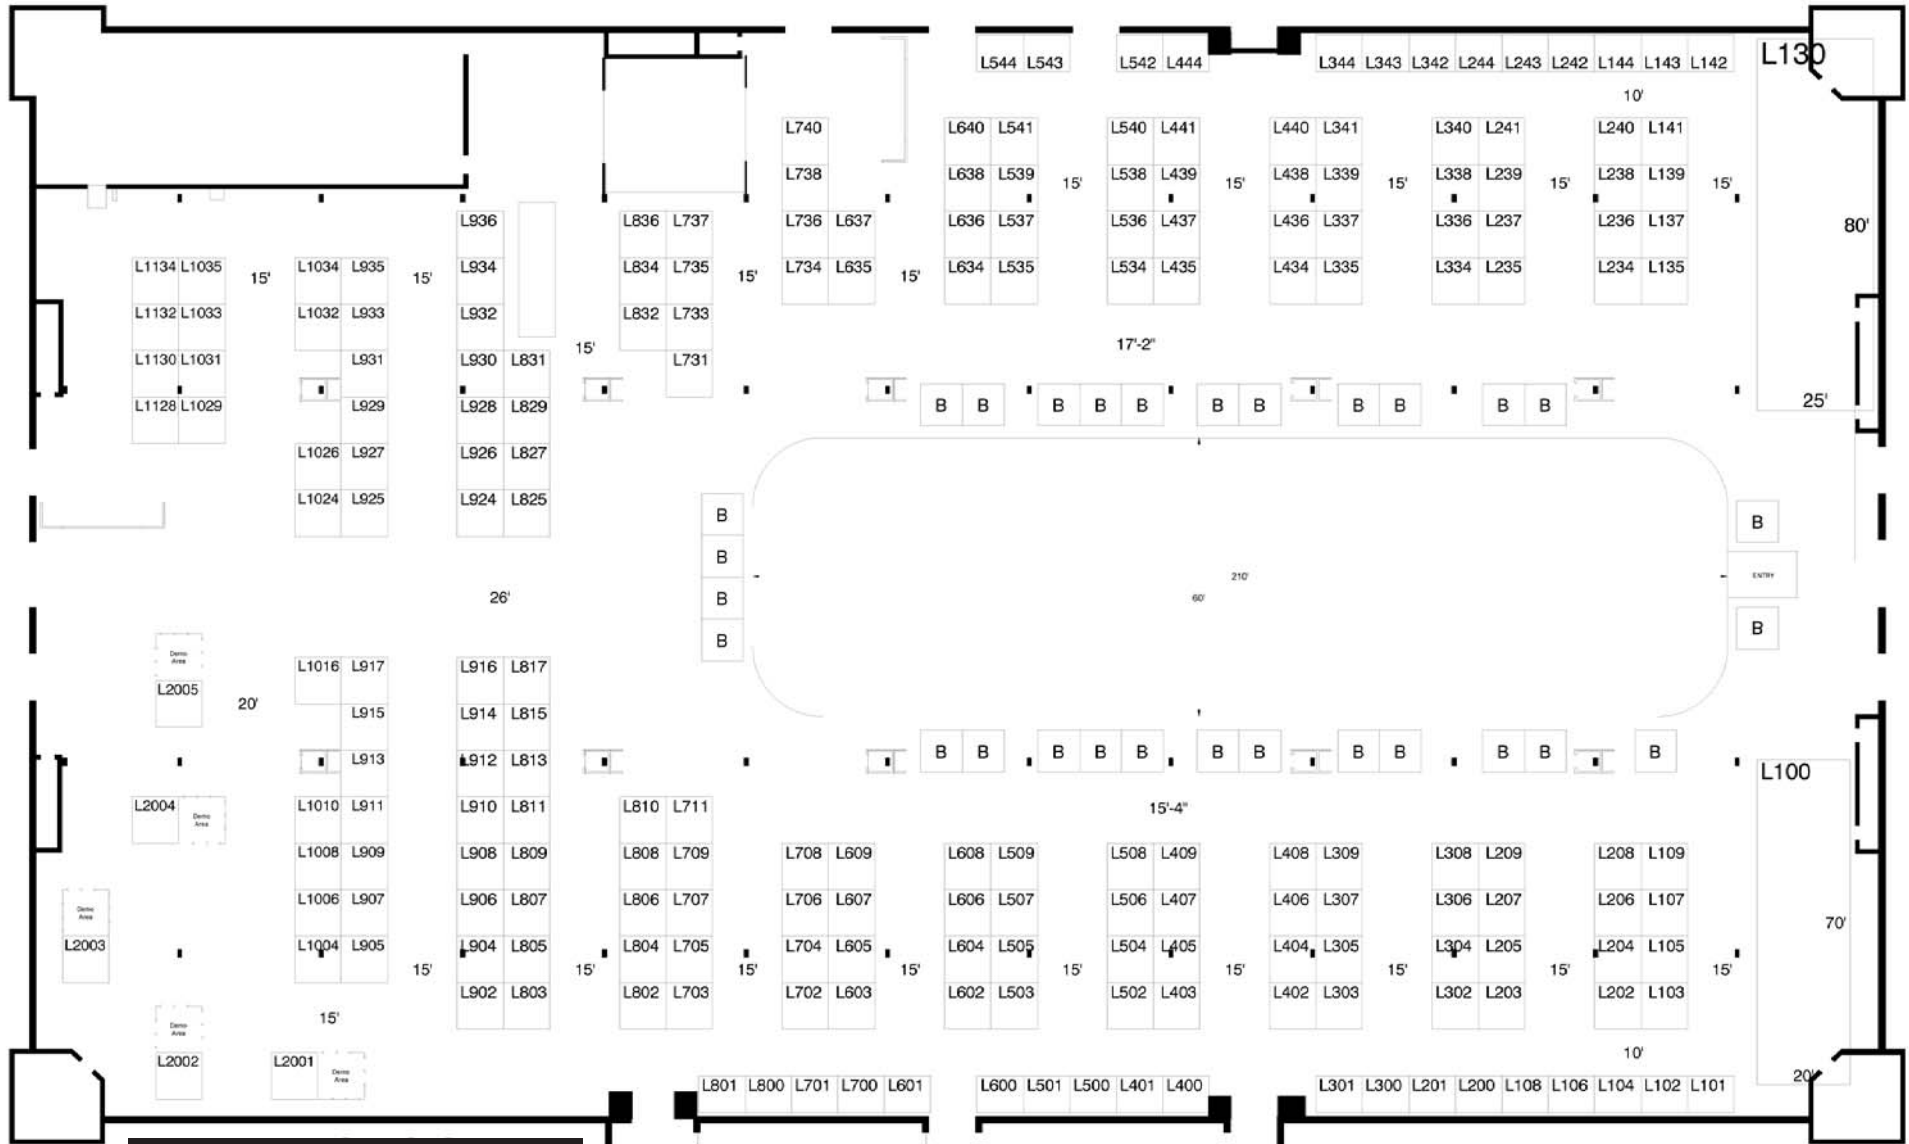 L544 L543 L542 L444 L344 L343 L342 L244 L243 L242 L144 L143 L142 L130
10'
L740 L640 L541 L540 L441 L440 L341 L340 L241 L240 L141
L738 L638 L539 L538 L439 L438 L339 L338 L239 L238 L139
15' 15' 15' 15' 15'
L936 L836 L737 L736 L637 L636 L537 L536 L437 L436 L337 L336 L237 L236 L137
80'
L1134 L1035 L1034 L935 L934 L834 L735 L734 L635 L634 L535 L534 L435 L434 L335 L334 L235 L234 L135
15' 15' 15' 15'
L1132 L1033 L1032 L933 L932 L832 L733
15' 17'-2"
L1130 L1031 L931 L930 L831 L731
L1128 L1029 L929 L928 L829 B B B B B B B B B B B 25'
L1026 L927 L926 L827
L1024 L925 L924 L825
B B
B 210' ENTRY
26' B 60'
B B
Demo
Area
L1016 L917 L916 L817
L2005
20'
L915 L914 L815
L913 L912 L813 B B B B B B B B B B B B
L100
L2004 Demo
Area
L1010 L911 L910 L811 L810 L711 15'-4"
L1008 L909 L908 L809 L808 L709 L708 L609 L608 L509 L508 L409 L408 L309 L308 L209 L208 L109
L1006 L907 L906 L807 L806 L707 L706 L607 L606 L507 L506 L407 L406 L307 L306 L207 L206 L107
Demo
Area
70'
L2003 L1004 L905 L904 L805 L804 L705 L704 L605 L604 L505 L504 L405 L404 L305 L304 L205 L204 L105
15' 15' 15' 15' 15' 15' 15' 15' 15'
L902 L803 L802 L703 L702 L603 L602 L503 L502 L403 L402 L303 L302 L203 L202 L103
15'
Demo
Area
10'
L2002 L2001 Demo
Area
20'
L801 L800 L701 L700 L601 L600 L501 L500 L401 L400 L301 L300 L201 L200 L108 L106 L104 L102 L101